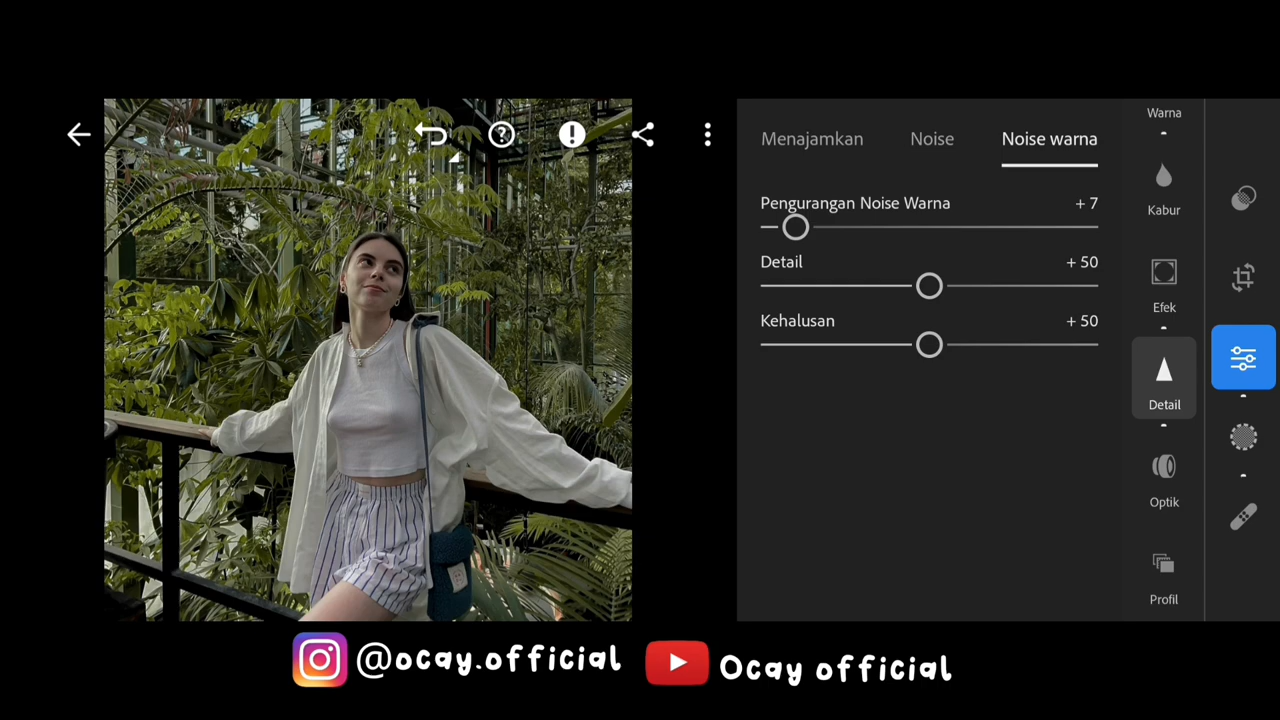 Menajamkan Noise Noise warna
Pengurangan Noise Warna + 7
Detail + 50
Kehalusan + 50
Warna
Kabur
Efek
Detail
Optik
Profil
@ocay.official Ocay official